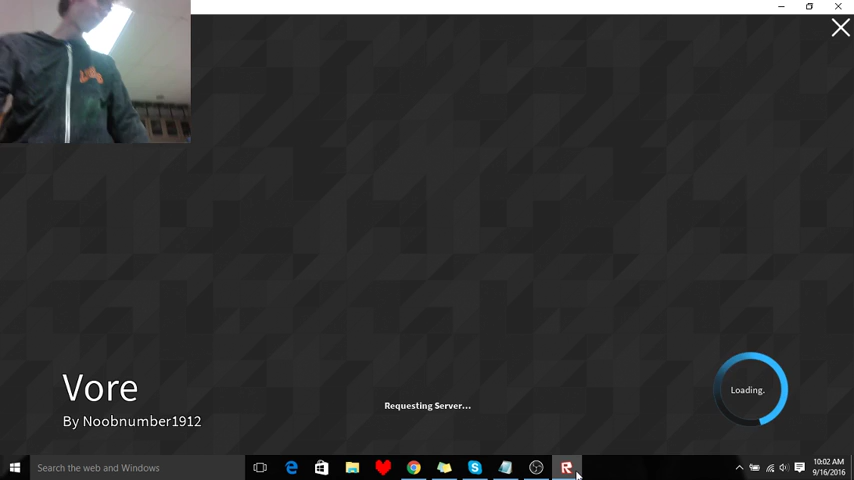 Vore
By Noobnumber1912
Requesting Server...
Loading.
Search the web and Windows
10:02 AM
9/16/2016